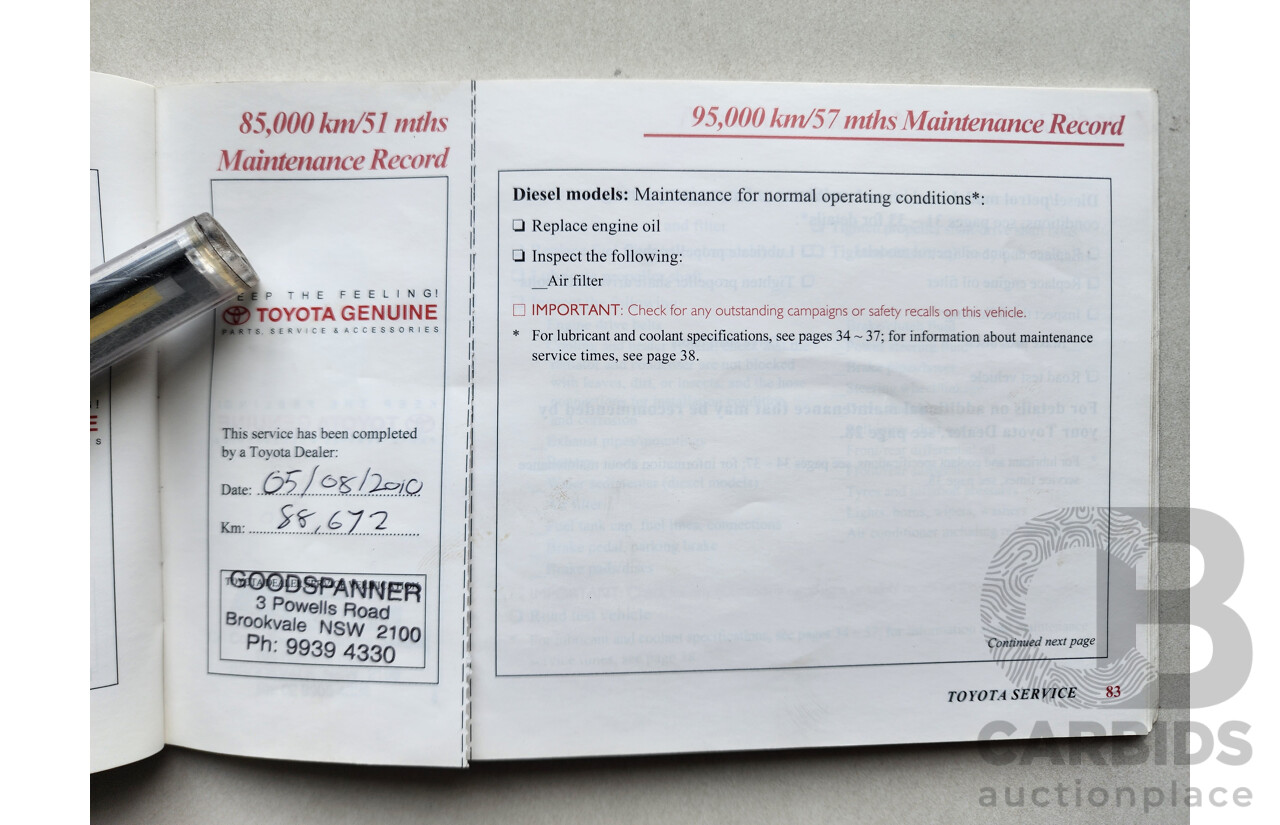 85,000 km/51 mths
Maintenance Record
EEP THE FEELING!
TOYOTA GENUINE
PARTS, SERVICE & ACCESSORIES
This service has been completed
by a Toyota Dealer:
Date: 05/08/2010
Km: 88,672
GOODSPANNER
3 Powells Road
Brookvale NSW 2100
Ph: 9939 4330
95,000 km/57 mths Maintenance Record
Diesel models: Maintenance for normal operating conditions*:
❑ Replace engine oil
❑ Inspect the following:
__Air filter
❑ IMPORTANT: Check for any outstanding campaigns or safety recalls on this vehicle.
* For lubricant and coolant specifications, see pages 34 ~ 37; for information about maintenance
service times, see page 38.
Continued next page
TOYOTA SERVICE 83
CB
CARBIDS
auctionplace